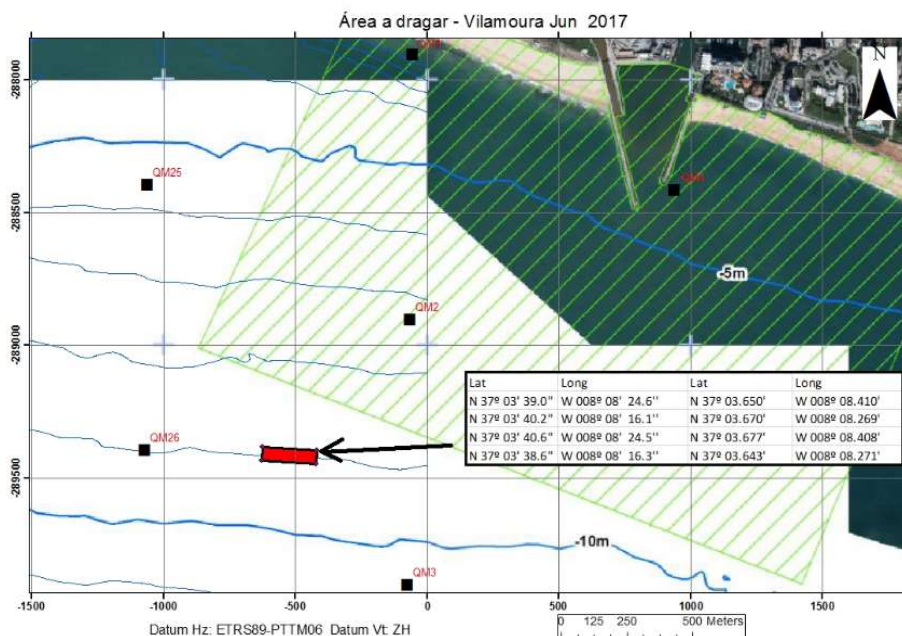 Área a dragar - Vilamoura Jun 2017
N
-288000
QM25
-288500
-5m
QM2
-289000
Lat Long Lat Long
N 37º 03' 39.0" W 008º 08' 24.6" N 37º 03.650' W 008º 08.410'
N 37º 03' 40.2" W 008º 08' 16.1" N 37º 03.670' W 008º 08.269'
N 37º 03' 40.6" W 008º 08' 24.5" N 37º 03.677' W 008º 08.408'
N 37º 03' 38.6" W 008º 08' 16.3" N 37º 03.643' W 008º 08.271'
QM26
-289500
-10m
QM3
-1500 -1000 -500 0 500 1000 1500
Datum Hz: ETRS89-PTTM06 Datum Vt: ZH
0 125 250 500 Meters